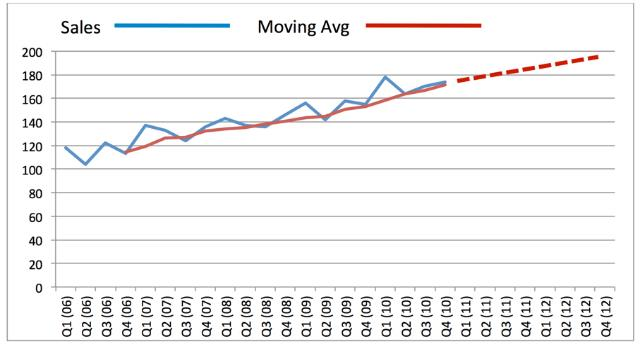 Sales
Moving Avg
200
180
160
140
120
100
80
60
40
20
0
Q1 (06)
Q2 (06)
Q3 (06)
Q4 (06)
Q1 (07)
Q2 (07)
Q3 (07)
Q4 (07)
Q1 (08)
Q2 (08)
Q3 (08)
Q4 (08)
Q1 (09)
Q2 (09)
Q3 (09)
Q4 (09)
Q1 (10)
Q2 (10)
Q3 (10)
Q4 (10)
Q1 (11)
Q2 (11)
Q3 (11)
Q4 (11)
Q1 (12)
Q2 (12)
Q3 (12)
Q4 (12)